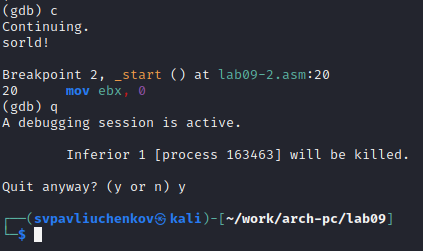 (gdb) c
Continuing.
sorld!

Breakpoint 2, _start () at lab09-2.asm:20
20      mov ebx, 0
(gdb) q
A debugging session is active.

        Inferior 1 [process 163463] will be killed.

Quit anyway? (y or n) y

┌──(svpavliuchenkov㉿kali)-[~/work/arch-pc/lab09]
└─$